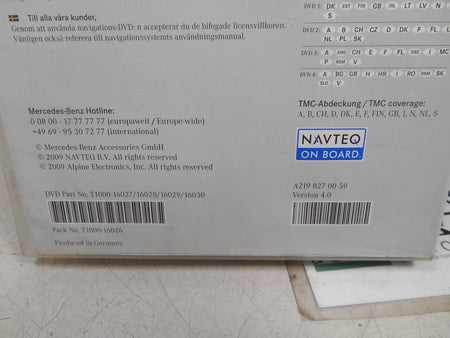 Till alla våra kunder,
Genom att använda navigations-DVD: n accepterar du de bifogade licensvillkoren.
Vänligen också referera till navigationssystemets användningsmanual.
Mercedes-Benz Hotline:
0 08 00 - 17 77 77 77 (europaweit / Europe-wide)
+49 69 - 95 30 72 77 (international)
© Mercedes-Benz Accessories GmbH
© 2009 NAVTEQ B.V. All rights reserved
© 2009 Alpine Electronics, Inc. All rights reserved
DVD Part No. T1000-16027/16028/16029/16030
Pack No. T1000-16026
Produced in Germany.
DVD 1: DK EST FIN GB IRL LT LV N
S
DVD 2: A B CH CZ D DK F FL L
NL PL SK
DVD 3: A AND CH E F FL GBZ I MC
P RSM V
DVD 4: A BG GR H HR I RO RSM SK
V
TMC-Abdeckung / TMC coverage:
A, B, CH, D, DK, E, F, FIN, GB, I, N, NL, S
NAVTEQ
ON BOARD
A219 827 00 59
Version 4.0